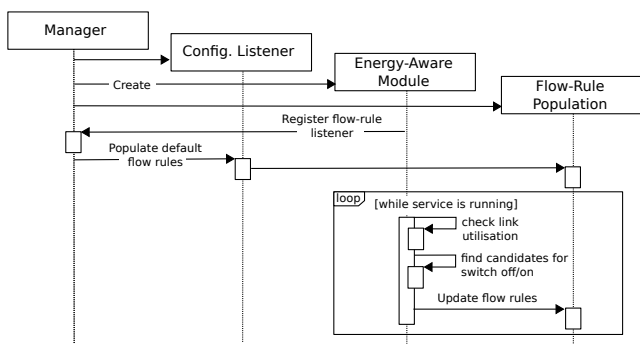 Manager
Config. Listener
Energy-Aware
Module
Flow-Rule
Population
Create
Register flow-rule
listener
Populate default
flow rules
loop
[while service is running]
check link
utilisation
find candidates for
switch off/on
Update flow rules